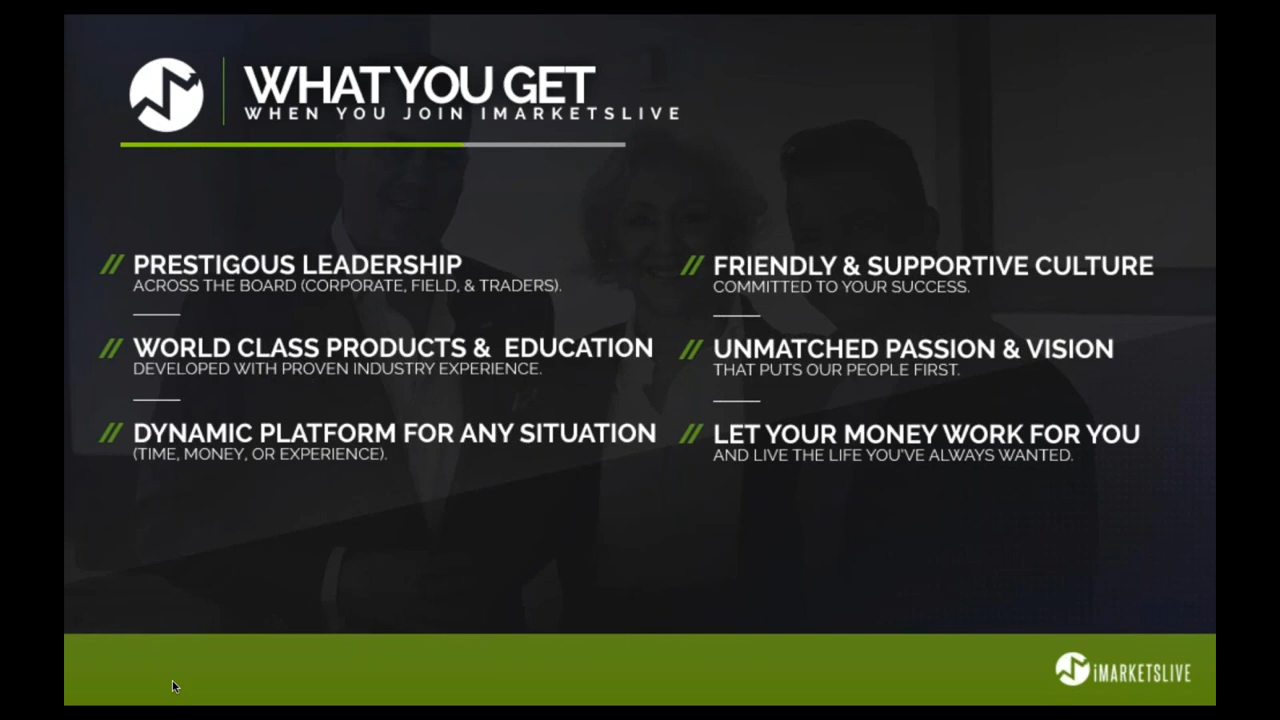 WHAT YOU GET
WHEN YOU JOIN IMARKETSLIVE
// PRESTIGOUS LEADERSHIP
ACROSS THE BOARD (CORPORATE, FIELD, & TRADERS).
// WORLD CLASS PRODUCTS & EDUCATION
DEVELOPED WITH PROVEN INDUSTRY EXPERIENCE.
// DYNAMIC PLATFORM FOR ANY SITUATION
(TIME, MONEY, OR EXPERIENCE).
// FRIENDLY & SUPPORTIVE CULTURE
COMMITTED TO YOUR SUCCESS.
// UNMATCHED PASSION & VISION
THAT PUTS OUR PEOPLE FIRST.
// LET YOUR MONEY WORK FOR YOU
AND LIVE THE LIFE YOU'VE ALWAYS WANTED.
iMARKETSLIVE